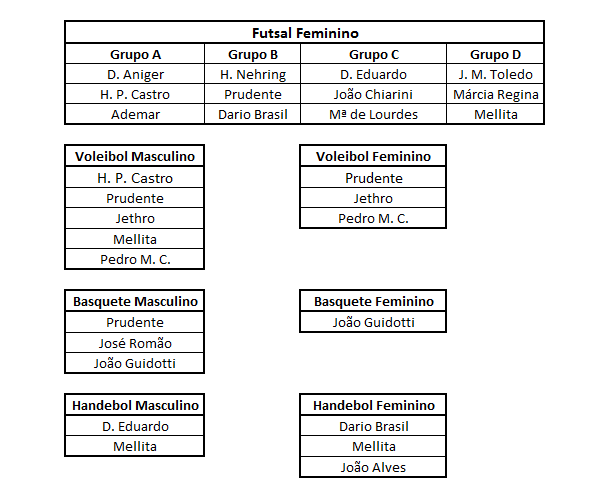 Futsal Feminino
Grupo A Grupo B Grupo C Grupo D
D. Aniger H. Nehring D. Eduardo J. M. Toledo
H. P. Castro Prudente João Chiarini Márcia Regina
Ademar Dario Brasil Mª de Lourdes Mellita
Voleibol Masculino Voleibol Feminino
H. P. Castro Prudente
Prudente Jethro
Jethro Pedro M. C.
Mellita
Pedro M. C.
Basquete Masculino Basquete Feminino
Prudente João Guidotti
José Romão
João Guidotti
Handebol Masculino Handebol Feminino
D. Eduardo Dario Brasil
Mellita Mellita
João Alves